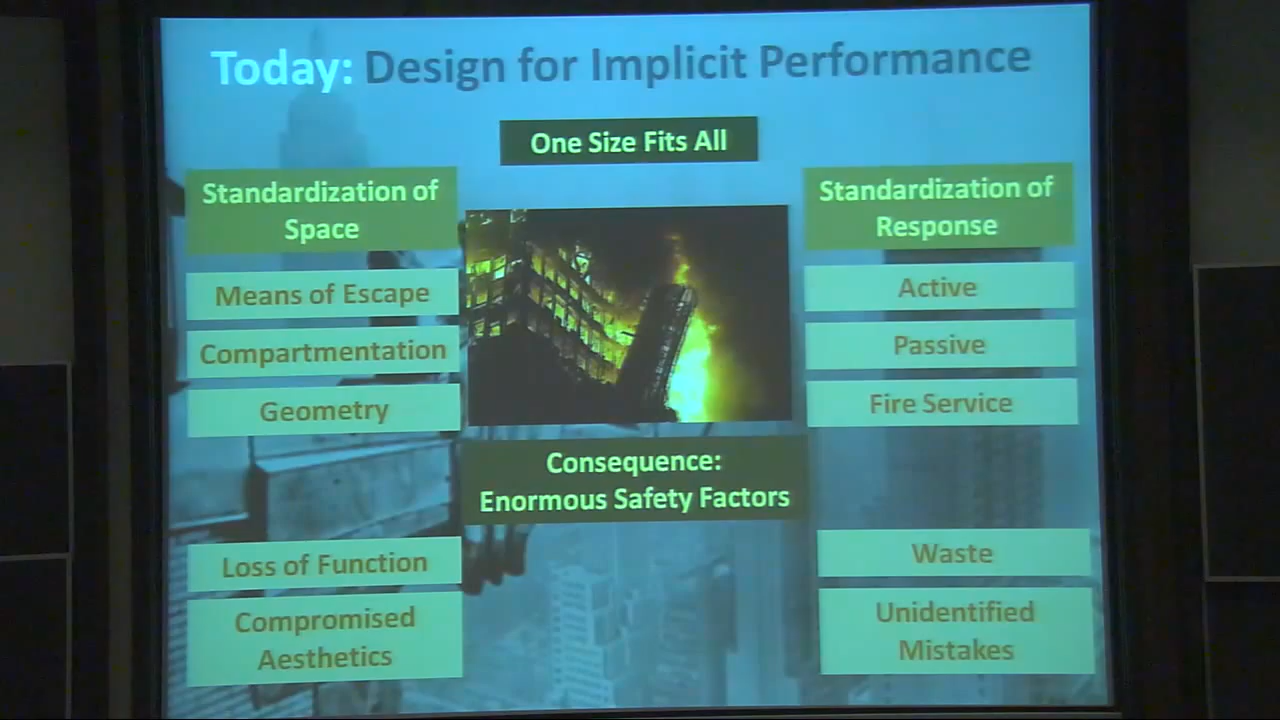 Today: Design for Implicit Performance
One Size Fits All
Standardization of
Space
Means of Escape
Compartmentation
Geometry
Standardization of
Response
Active
Passive
Fire Service
Consequence:
Enormous Safety Factors
Loss of Function
Compromised
Aesthetics
Waste
Unidentified
Mistakes